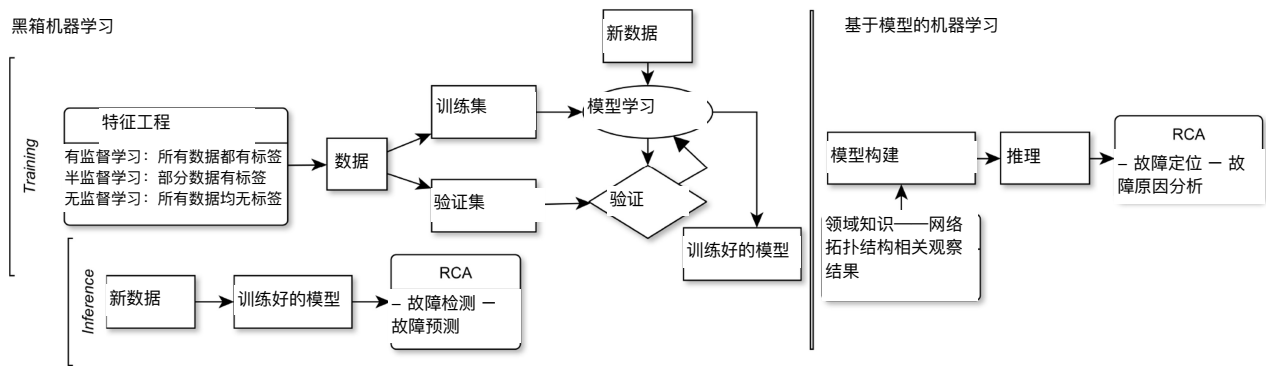 黑箱机器学习
Training
特征工程
有监督学习：所有数据都有标签
半监督学习：部分数据有标签
无监督学习：所有数据均无标签
数据
训练集
验证集
新数据
模型学习
验证
训练好的模型
Inference
新数据
训练好的模型
RCA
– 故障检测 –
故障预测
基于模型的机器学习
模型构建
推理
RCA
– 故障定位 – 故
障原因分析
领域知识——网络
拓扑结构相关观察
结果